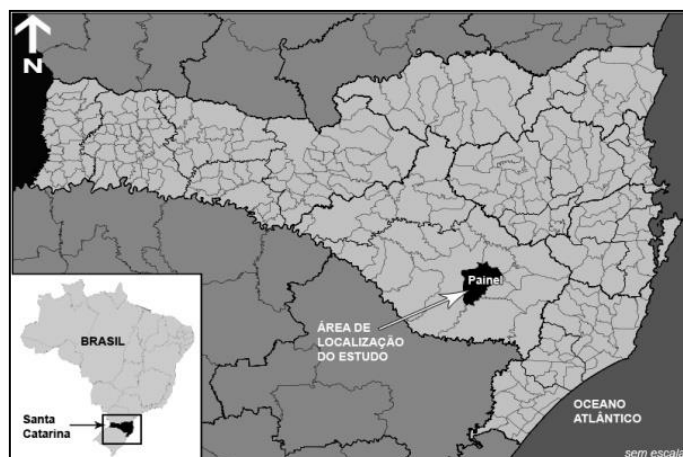 N
Painel
ÁREA DE
LOCALIZAÇÃO
DO ESTUDO
BRASIL
Santa
Catarina
OCEANO
ATLÂNTICO
sem escala